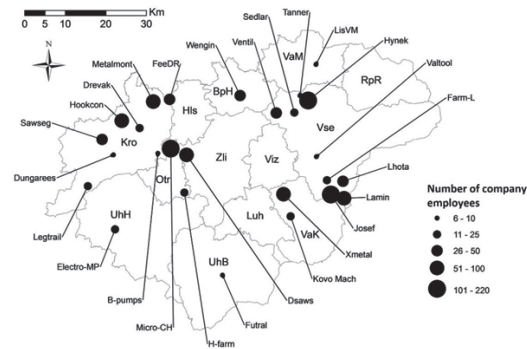 0 5 10 20 30 Km
N
Sedlar
Tanner
LisVM
Metalmont
FeeDR
Wengin
Ventil
VaM
Hynek
Drevak
Valtool
Hookcon
BpH
RpR
Farm-L
Sawseg
Hls
Vse
Kro
Zli
Viz
Lhota
Dungarees
Otr
Number of company
employees
Lamin
6 - 10
Legtrail
UhH
Luh
Josef
11 - 25
VaK
26 - 50
Electro-MP
UhB
Xmetal
51 - 100
Kovo Mach
101 - 220
B-pumps
Dsaws
Micro-CH
Futral
H-farm